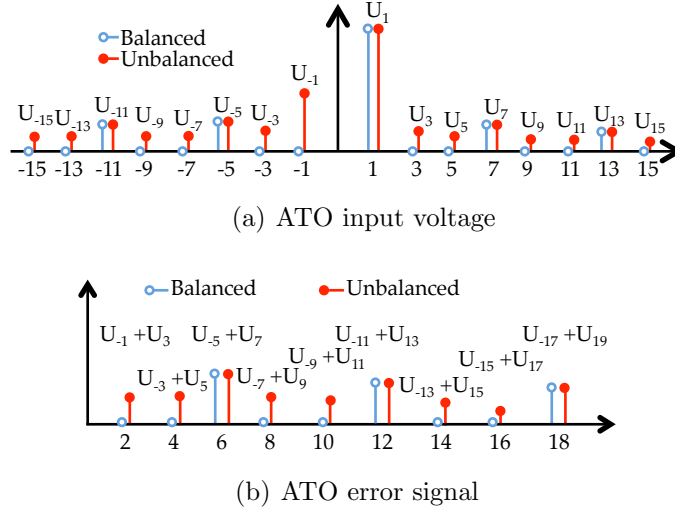 U₁
Balanced
Unbalanced
U₋₁
U₋₁₅ U₋₁₃ U₋₁₁ U₋₉ U₋₇ U₋₅ U₋₃ U₃ U₅ U₇ U₉ U₁₁ U₁₃ U₁₅
-15 -13 -11 -9 -7 -5 -3 -1 1 3 5 7 9 11 13 15
(a) ATO input voltage
Balanced Unbalanced
U₋₁ +U₃ U₋₅ +U₇ U₋₁₁ +U₁₃ U₋₁₇ +U₁₉
U₋₉ +U₁₁ U₋₁₅ +U₁₇
U₋₃ +U₅ U₋₇ +U₉ U₋₁₃ +U₁₅
2 4 6 8 10 12 14 16 18
(b) ATO error signal